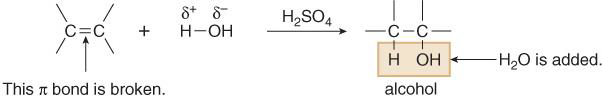 δ+ δ−
C=C + H–OH H₂SO₄ –C–C–
H OH H₂O is added.
This π bond is broken. alcohol